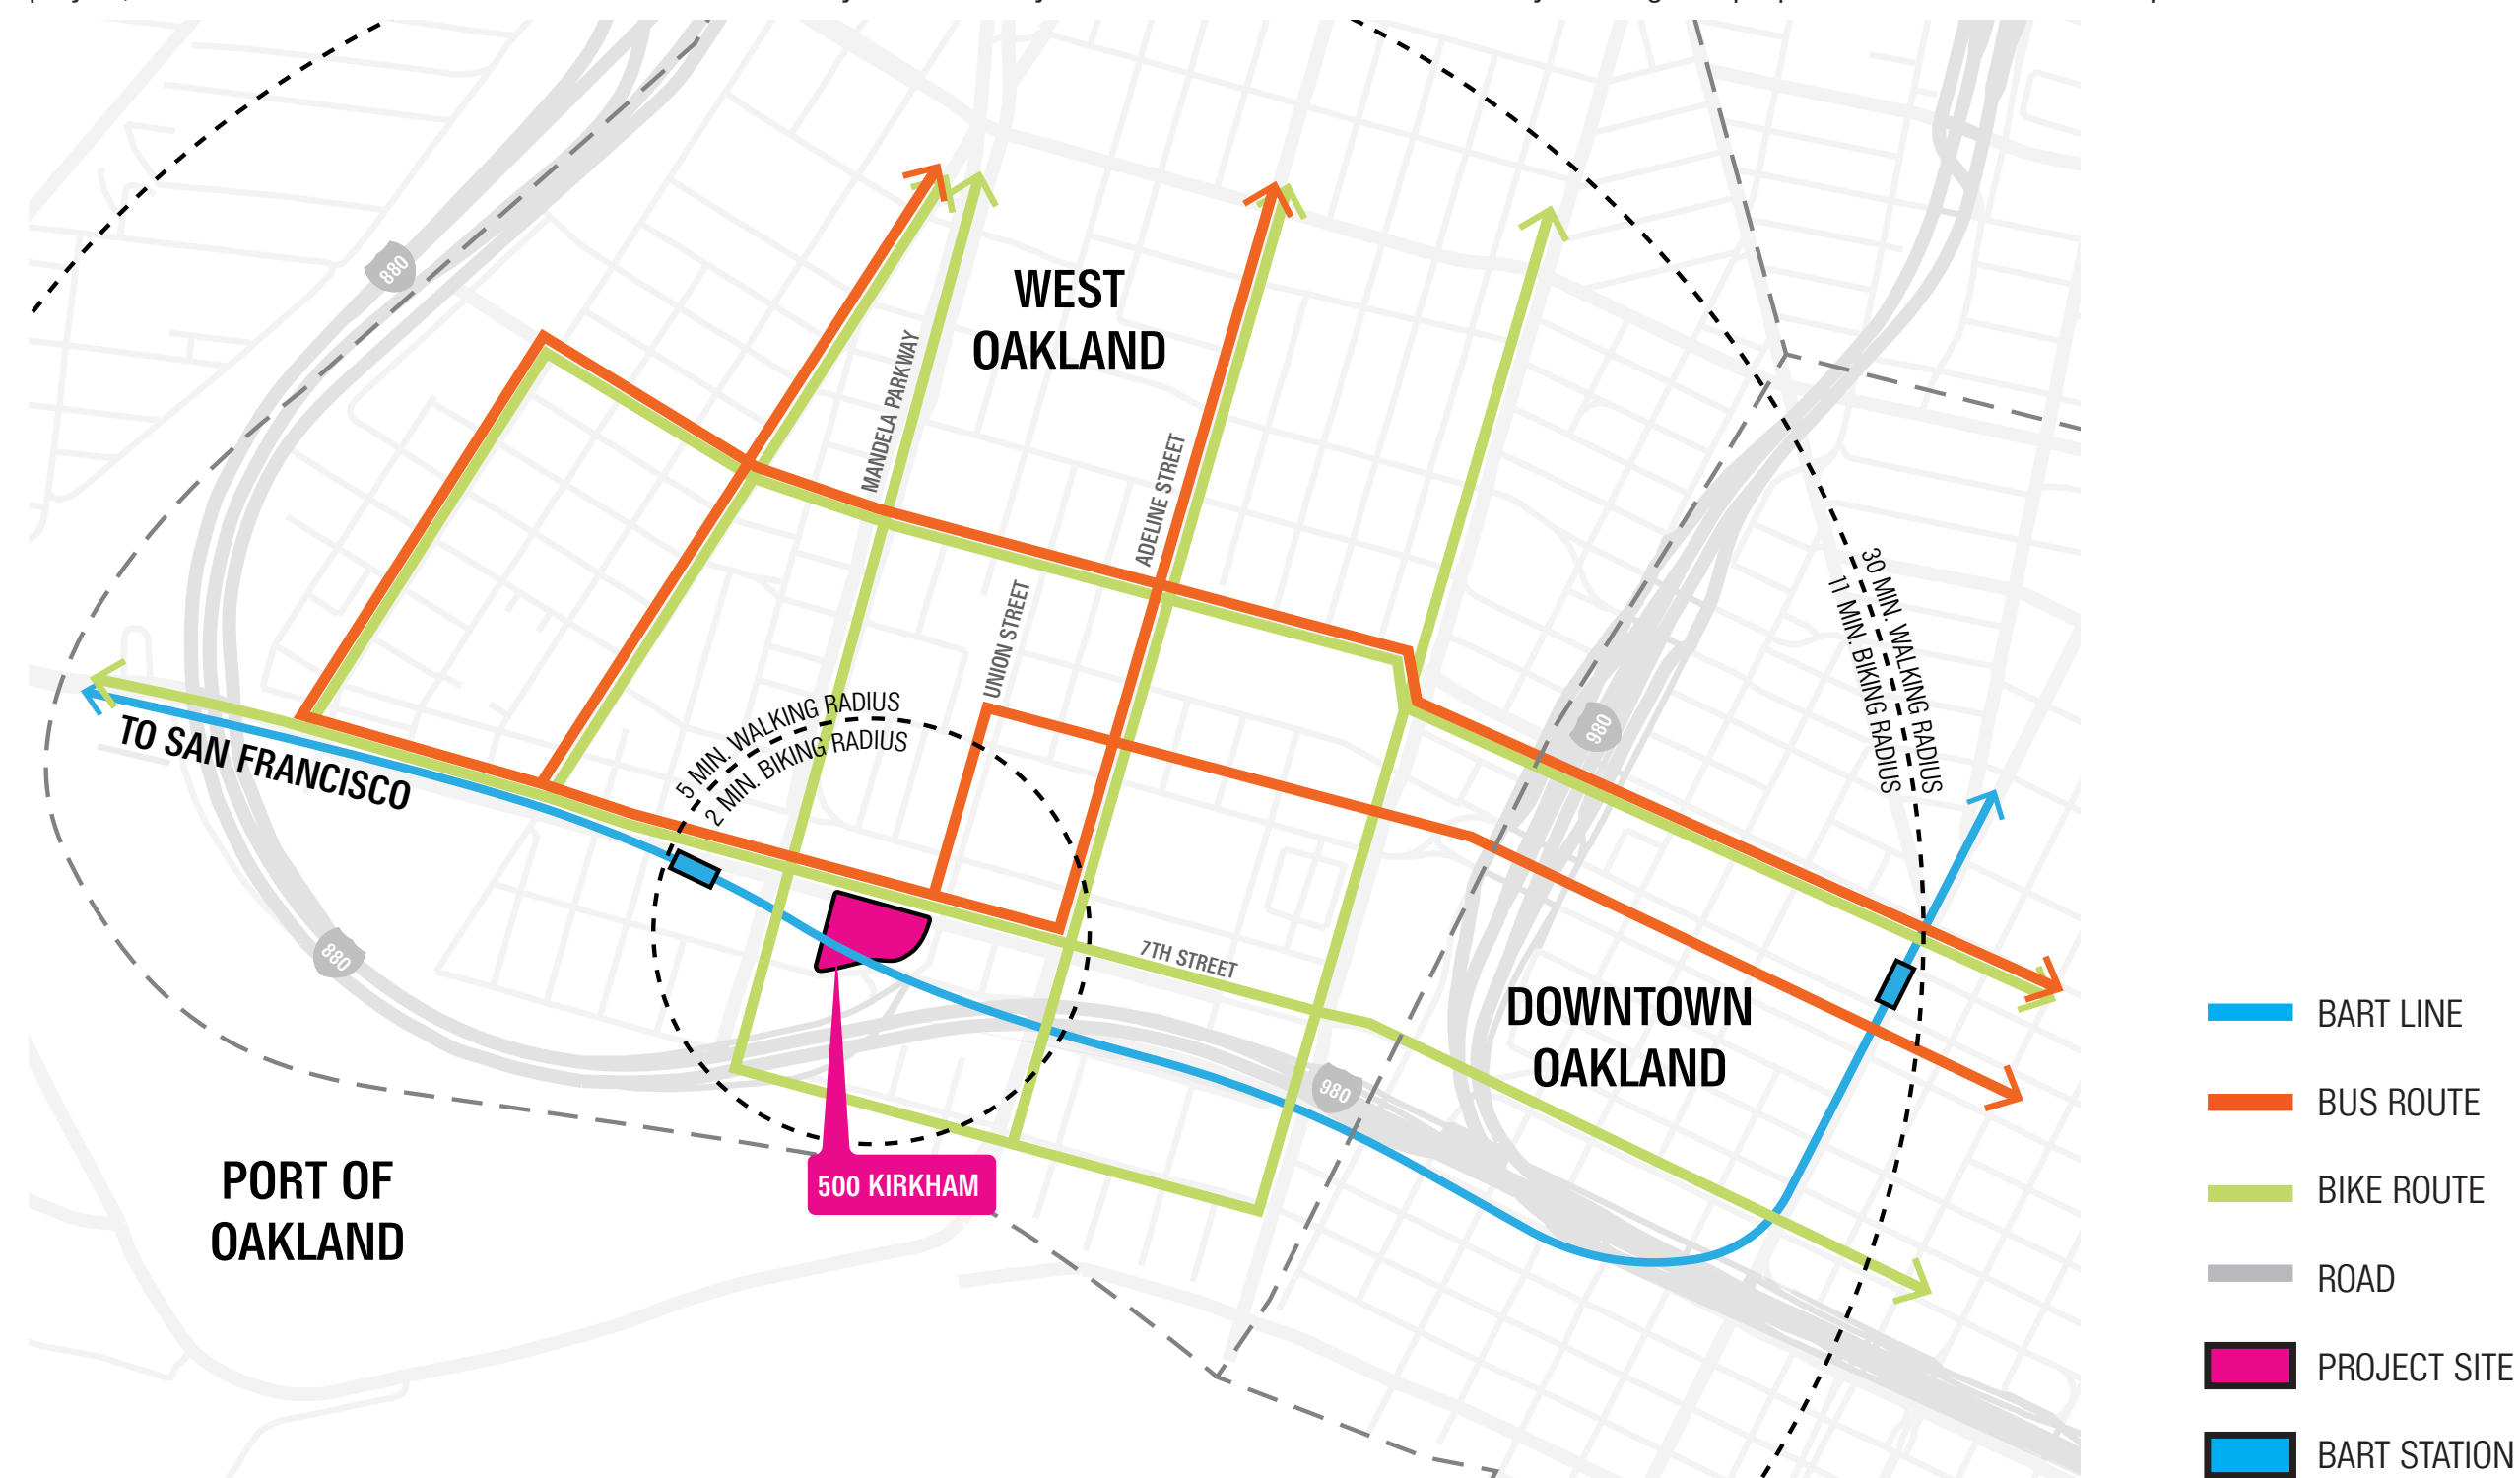 880
WEST
OAKLAND
MANDELA PARKWAY
ADELINE STREET
UNION STREET
30 MIN. WALKING RADIUS
11 MIN. BIKING RADIUS
5 MIN. WALKING RADIUS
2 MIN. BIKING RADIUS
TO SAN FRANCISCO
980
880
7TH STREET
DOWNTOWN
OAKLAND
980
PORT OF
OAKLAND
500 KIRKHAM
BART LINE
BUS ROUTE
BIKE ROUTE
ROAD
PROJECT SITE
BART STATION